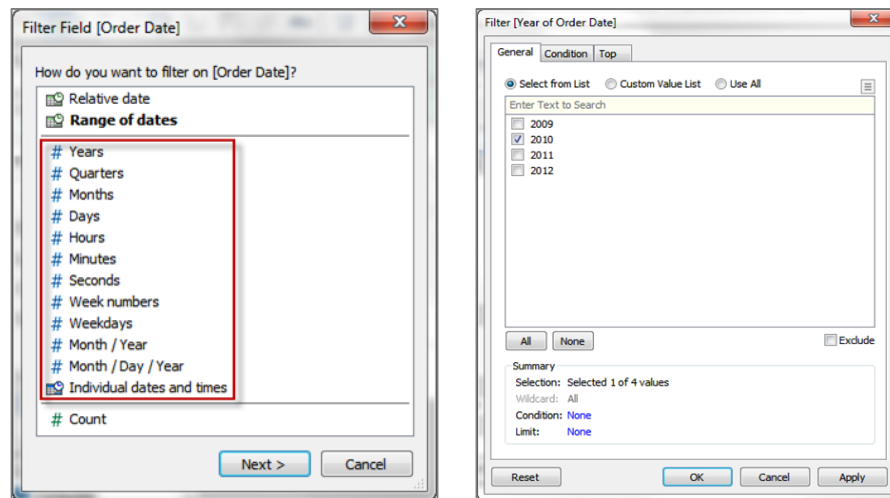 Filter Field [Order Date]
How do you want to filter on [Order Date]?
Relative date
Range of dates
# Years
# Quarters
# Months
# Days
# Hours
# Minutes
# Seconds
# Week numbers
# Weekdays
# Month / Year
# Month / Day / Year
Individual dates and times
# Count
Next > Cancel
Filter [Year of Order Date]
General Condition Top
Select from List Custom Value List Use All
Enter Text to Search
2009
2010
2011
2012
All None Exclude
Summary
Selection: Selected 1 of 4 values
Wildcard: All
Condition: None
Limit: None
Reset OK Cancel Apply